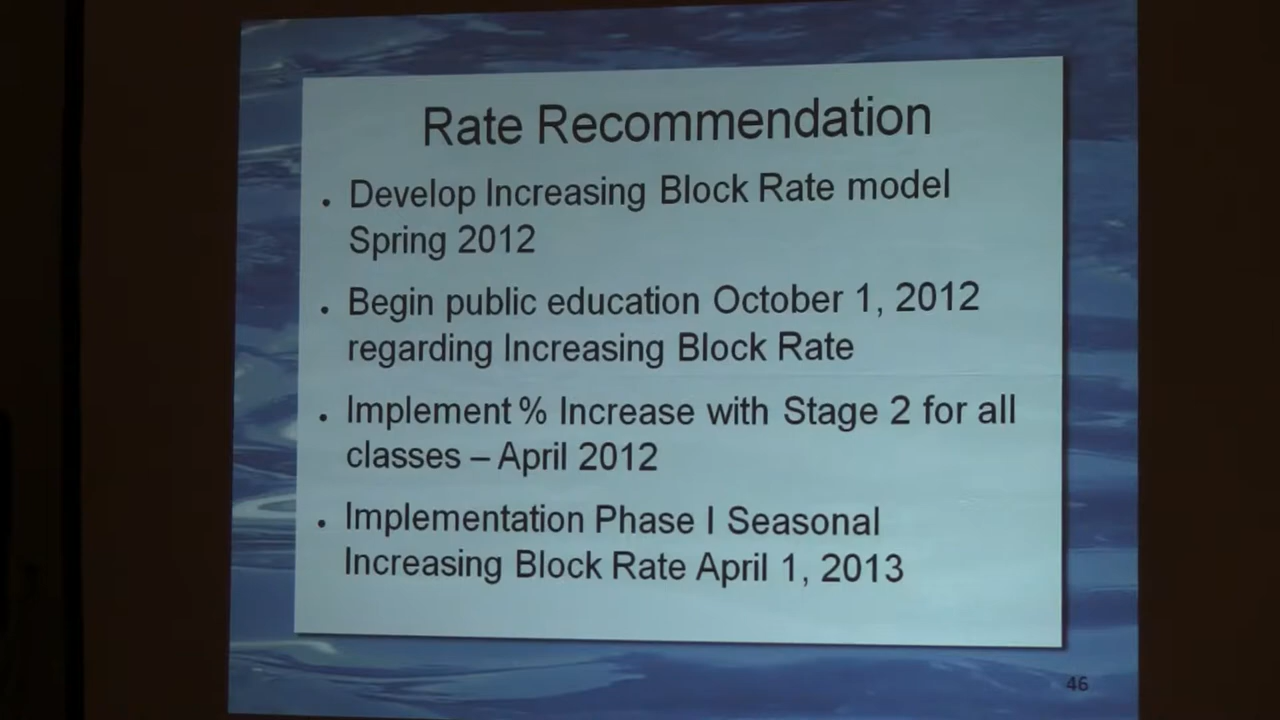 Rate Recommendation
• Develop Increasing Block Rate model
Spring 2012
• Begin public education October 1, 2012
regarding Increasing Block Rate
• Implement % Increase with Stage 2 for all
classes – April 2012
• Implementation Phase I Seasonal
Increasing Block Rate April 1, 2013
46